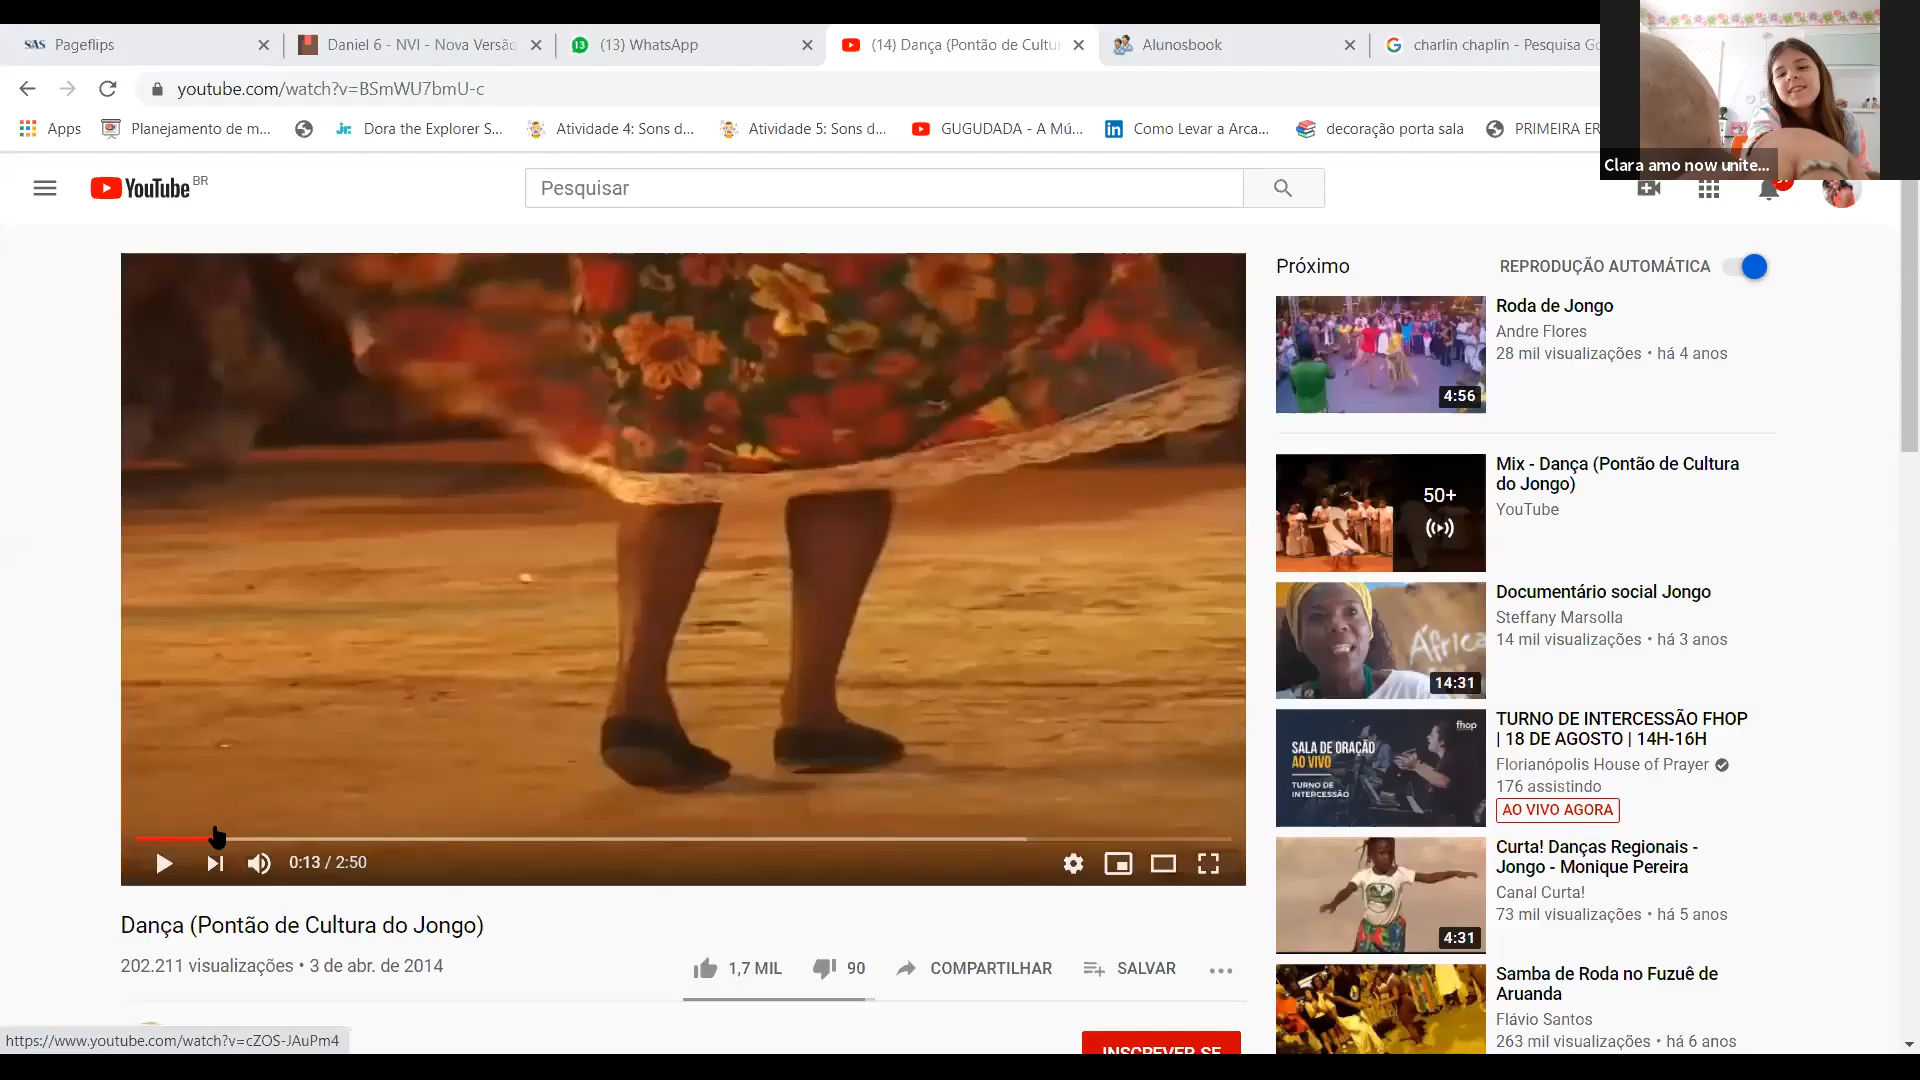 SAS Pageflips
Daniel 6 - NVI - Nova Versão
13 (13) WhatsApp
(14) Dança (Pontão de Cultu
Alunosbook
charlin chaplin - Pesquisa Go
youtube.com/watch?v=BSmWU7bmU-c
Apps
Planejamento de m...
Jr. Dora the Explorer S...
Atividade 4: Sons d...
Atividade 5: Sons d...
GUGUDADA - A Mú...
Como Levar a Arca...
decoração porta sala
PRIMEIRA ER
Clara amo now unite...
YouTube BR
Pesquisar
Próximo
REPRODUÇÃO AUTOMÁTICA
Roda de Jongo
Andre Flores
28 mil visualizações • há 4 anos
4:56
Mix - Dança (Pontão de Cultura
do Jongo)
YouTube
50+
Documentário social Jongo
Steffany Marsolla
14 mil visualizações • há 3 anos
África
14:31
TURNO DE INTERCESSÃO FHOP
| 18 DE AGOSTO | 14H-16H
Florianópolis House of Prayer
176 assistindo
AO VIVO AGORA
fhop
SALA DE ORAÇÃO
AO VIVO
TURNO DE
INTERCESSÃO
Curta! Danças Regionais -
Jongo - Monique Pereira
Canal Curta!
73 mil visualizações • há 5 anos
4:31
Samba de Roda no Fuzuê de
Aruanda
Flávio Santos
263 mil visualizações • há 6 anos
0:13 / 2:50
Dança (Pontão de Cultura do Jongo)
202.211 visualizações • 3 de abr. de 2014
1,7 MIL
90
COMPARTILHAR
SALVAR
INSCREVER-SE
https://www.youtube.com/watch?v=cZOS-JAuPm4